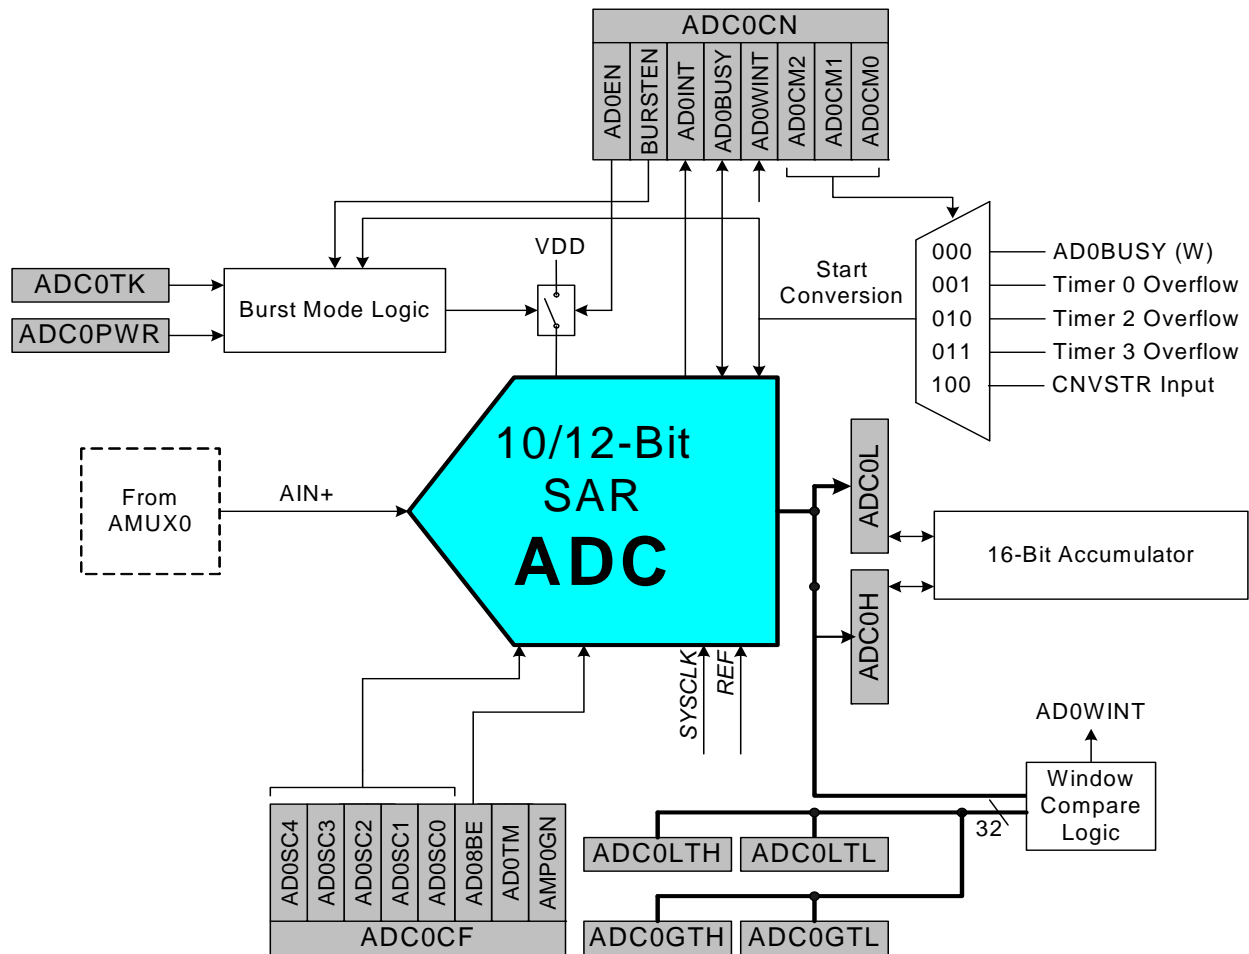 ADC0CN
AD0EN
BURSTEN
AD0INT
AD0BUSY
AD0WINT
AD0CM2
AD0CM1
AD0CM0
VDD
Start
Conversion
000
001
010
011
100
AD0BUSY (W)
Timer 0 Overflow
Timer 2 Overflow
Timer 3 Overflow
CNVSTR Input
ADC0TK
ADC0PWR
Burst Mode Logic
From
AMUX0
AIN+
10/12-Bit
SAR
ADC
ADC0L
ADC0H
16-Bit Accumulator
SYSCLK
REF
AD0WINT
Window
Compare
Logic
32
AD0SC4
AD0SC3
AD0SC2
AD0SC1
AD0SC0
AD08BE
AD0TM
AMP0GN
ADC0CF
ADC0LTH
ADC0LTL
ADC0GTH
ADC0GTL